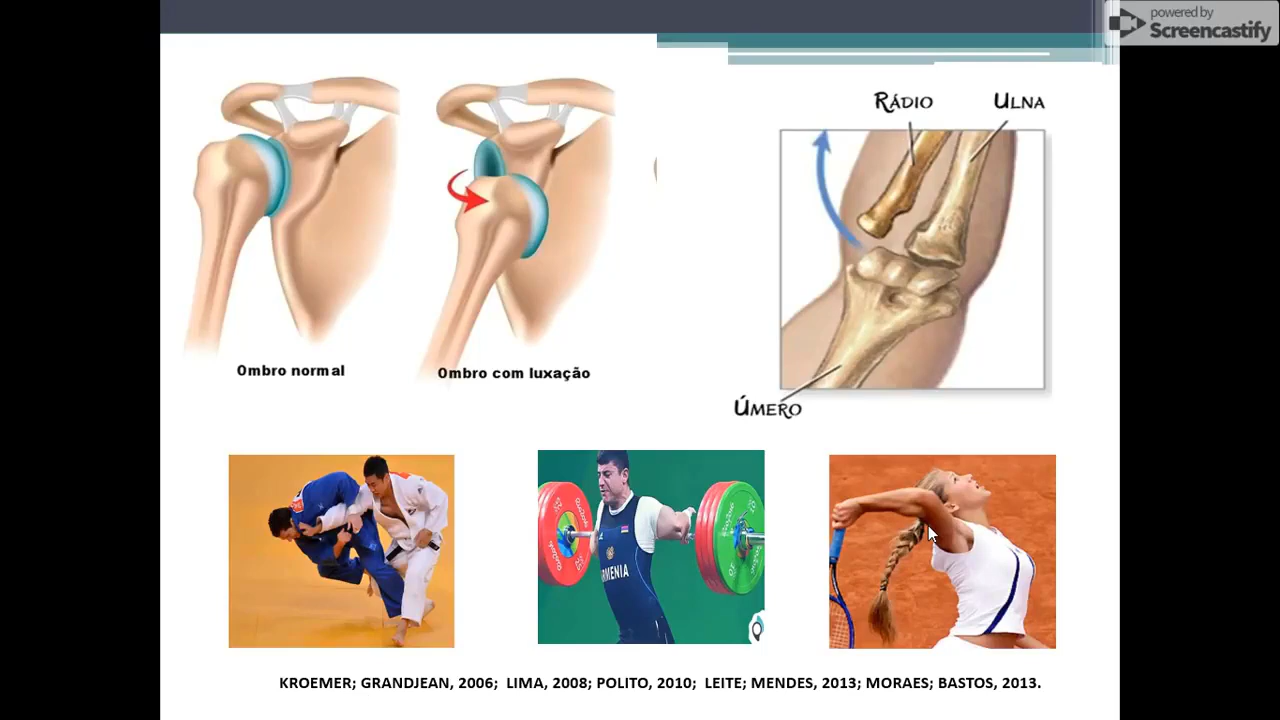 powered by
Screencastify
RÁDIO
ULNA
Ombro normal
Ombro com luxação
ÚMERO
ARMENIA
KROEMER; GRANDJEAN, 2006; LIMA, 2008; POLITO, 2010; LEITE; MENDES, 2013; MORAES; BASTOS, 2013.